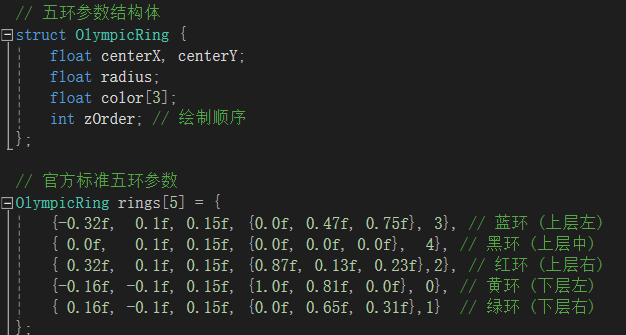 // 五环参数结构体
struct OlympicRing {
    float centerX, centerY;
    float radius;
    float color[3];
    int zOrder; // 绘制顺序
};

// 官方标准五环参数
OlympicRing rings[5] = {
    {-0.32f,  0.1f, 0.15f, {0.0f, 0.47f, 0.75f}, 3}, // 蓝环 (上层左)
    { 0.0f,   0.1f, 0.15f, {0.0f, 0.0f, 0.0f},  4}, // 黑环 (上层中)
    { 0.32f,  0.1f, 0.15f, {0.87f, 0.13f, 0.23f},2}, // 红环 (上层右)
    {-0.16f, -0.1f, 0.15f, {1.0f, 0.81f, 0.0f}, 0}, // 黄环 (下层左)
    { 0.16f, -0.1f, 0.15f, {0.0f, 0.65f, 0.31f},1}  // 绿环 (下层右)
};